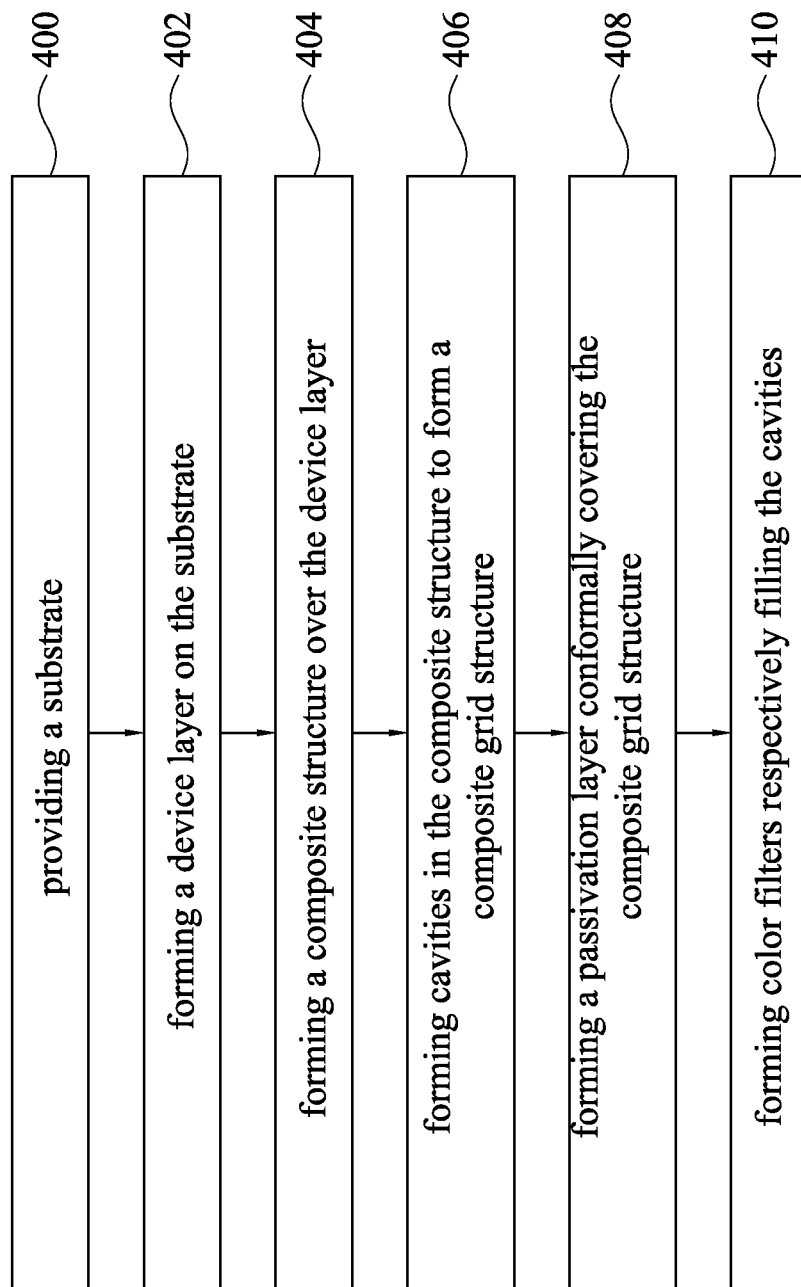 providing a substrate
400
forming a device layer on the substrate
402
forming a composite structure over the device layer
404
forming cavities in the composite structure to form a
composite grid structure
406
forming a passivation layer conformally covering the
composite grid structure
408
forming color filters respectively filling the cavities
410